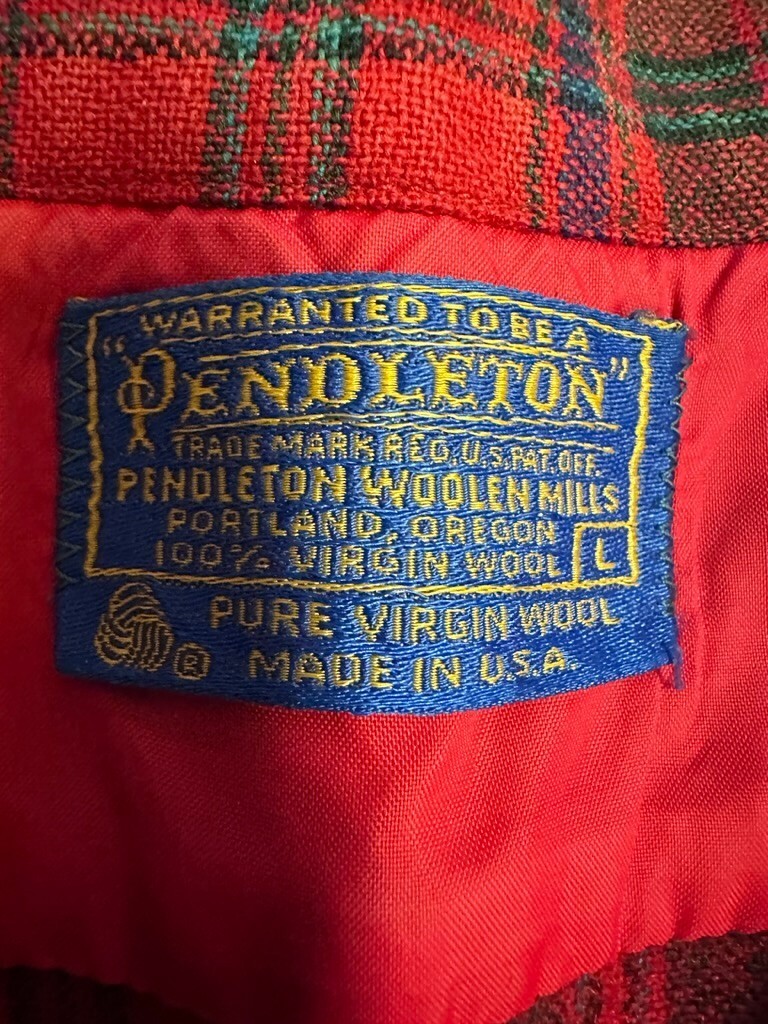 "WARRANTED TO BE A
PENDLETON"
TRADE MARK REG. U.S. PAT. OFF.
PENDLETON WOOLEN MILLS
PORTLAND, OREGON
100% VIRGIN WOOL L
PURE VIRGIN WOOL
® MADE IN U.S.A.